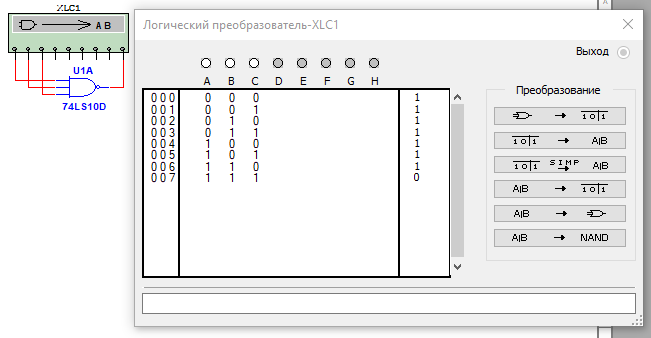 XLC1
A B
U1A
74LS10D
Логический преобразователь-XLC1
Выход
A B C D E F G H
000 0 0 0 1
001 0 0 1 1
002 0 1 0 1
003 0 1 1 1
004 1 0 0 1
005 1 0 1 1
006 1 1 0 1
007 1 1 1 0
Преобразование
→ 1 0 1
1 0 1 → A|B
1 0 1 SIMP → A|B
A|B → 1 0 1
A|B →
A|B → NAND